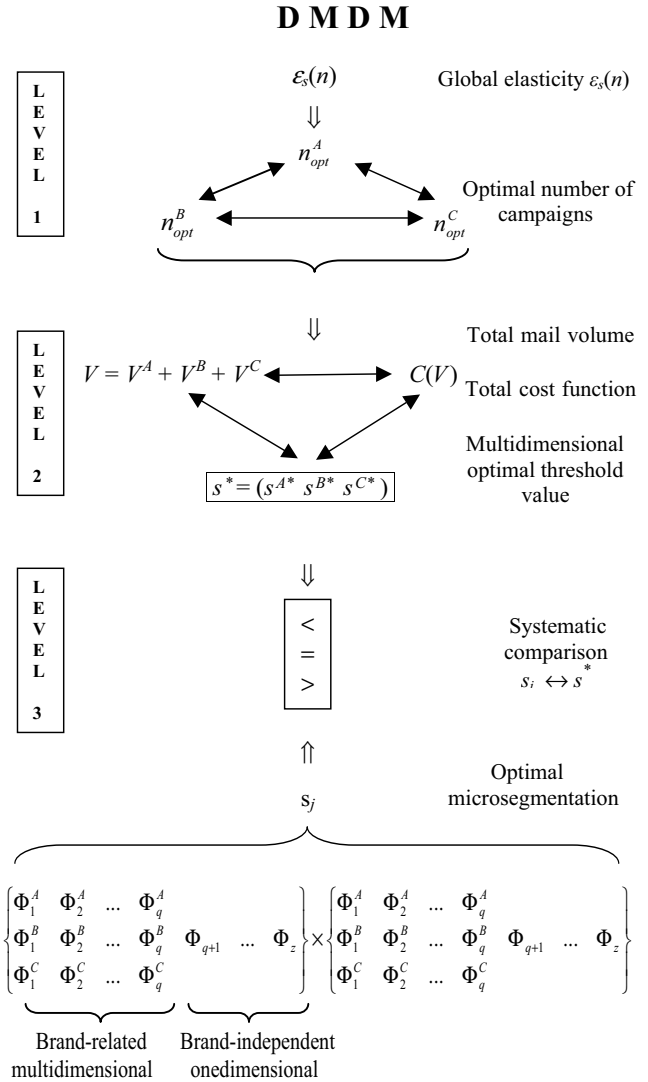 D M D M
L E V E L 1
εs(n)
Global elasticity εs(n)
⇓
n^A_opt
Optimal number of campaigns
n^B_opt
n^C_opt
⇓
L E V E L 2
Total mail volume
V = V^A + V^B + V^C
C(V)
Total cost function
Multidimensional optimal threshold value
s^* = (s^A* s^B* s^C*)
⇓
L E V E L 3
<
=
>
Systematic comparison
s_i ↔ s^*
⇑
s_j
Optimal microsegmentation
{Φ^A_1 Φ^A_2 ... Φ^A_q
Φ^B_1 Φ^B_2 ... Φ^B_q Φ_q+1 ... Φ_z
Φ^C_1 Φ^C_2 ... Φ^C_q}
×
{Φ^A_1 Φ^A_2 ... Φ^A_q
Φ^B_1 Φ^B_2 ... Φ^B_q Φ_q+1 ... Φ_z
Φ^C_1 Φ^C_2 ... Φ^C_q}
Brand-related multidimensional
Brand-independent onedimensional